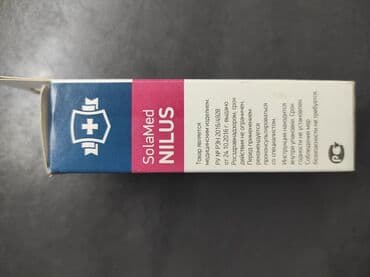 SolaMed
NILUS
Товар является
медицинским изделием.
РУ № РЗН 2016/4928
от 24.10.2016 г. выдано
Росздравнадзором, срок
действия не ограничен.
Перед применением
рекомендуется
проконсультироваться
со специалистом.
Инструкция находится
внутри упаковки. Срок
годности не установлен.
Соблюдение мер
безопасности не требуется.